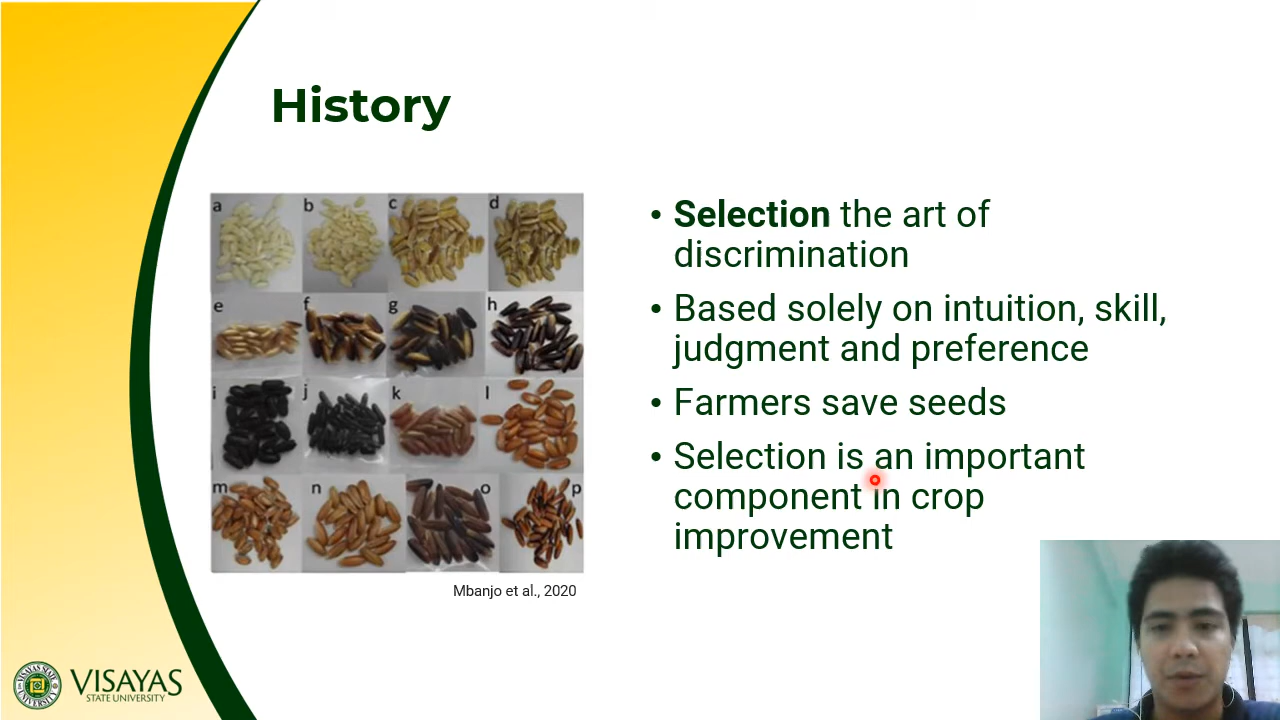 History
a b c d
e f g h
i j k l
m n o p
Mbanjo et al., 2020
• Selection the art of
discrimination
• Based solely on intuition, skill,
judgment and preference
• Farmers save seeds
• Selection is an important
component in crop
improvement
VISAYAS
STATE UNIVERSITY